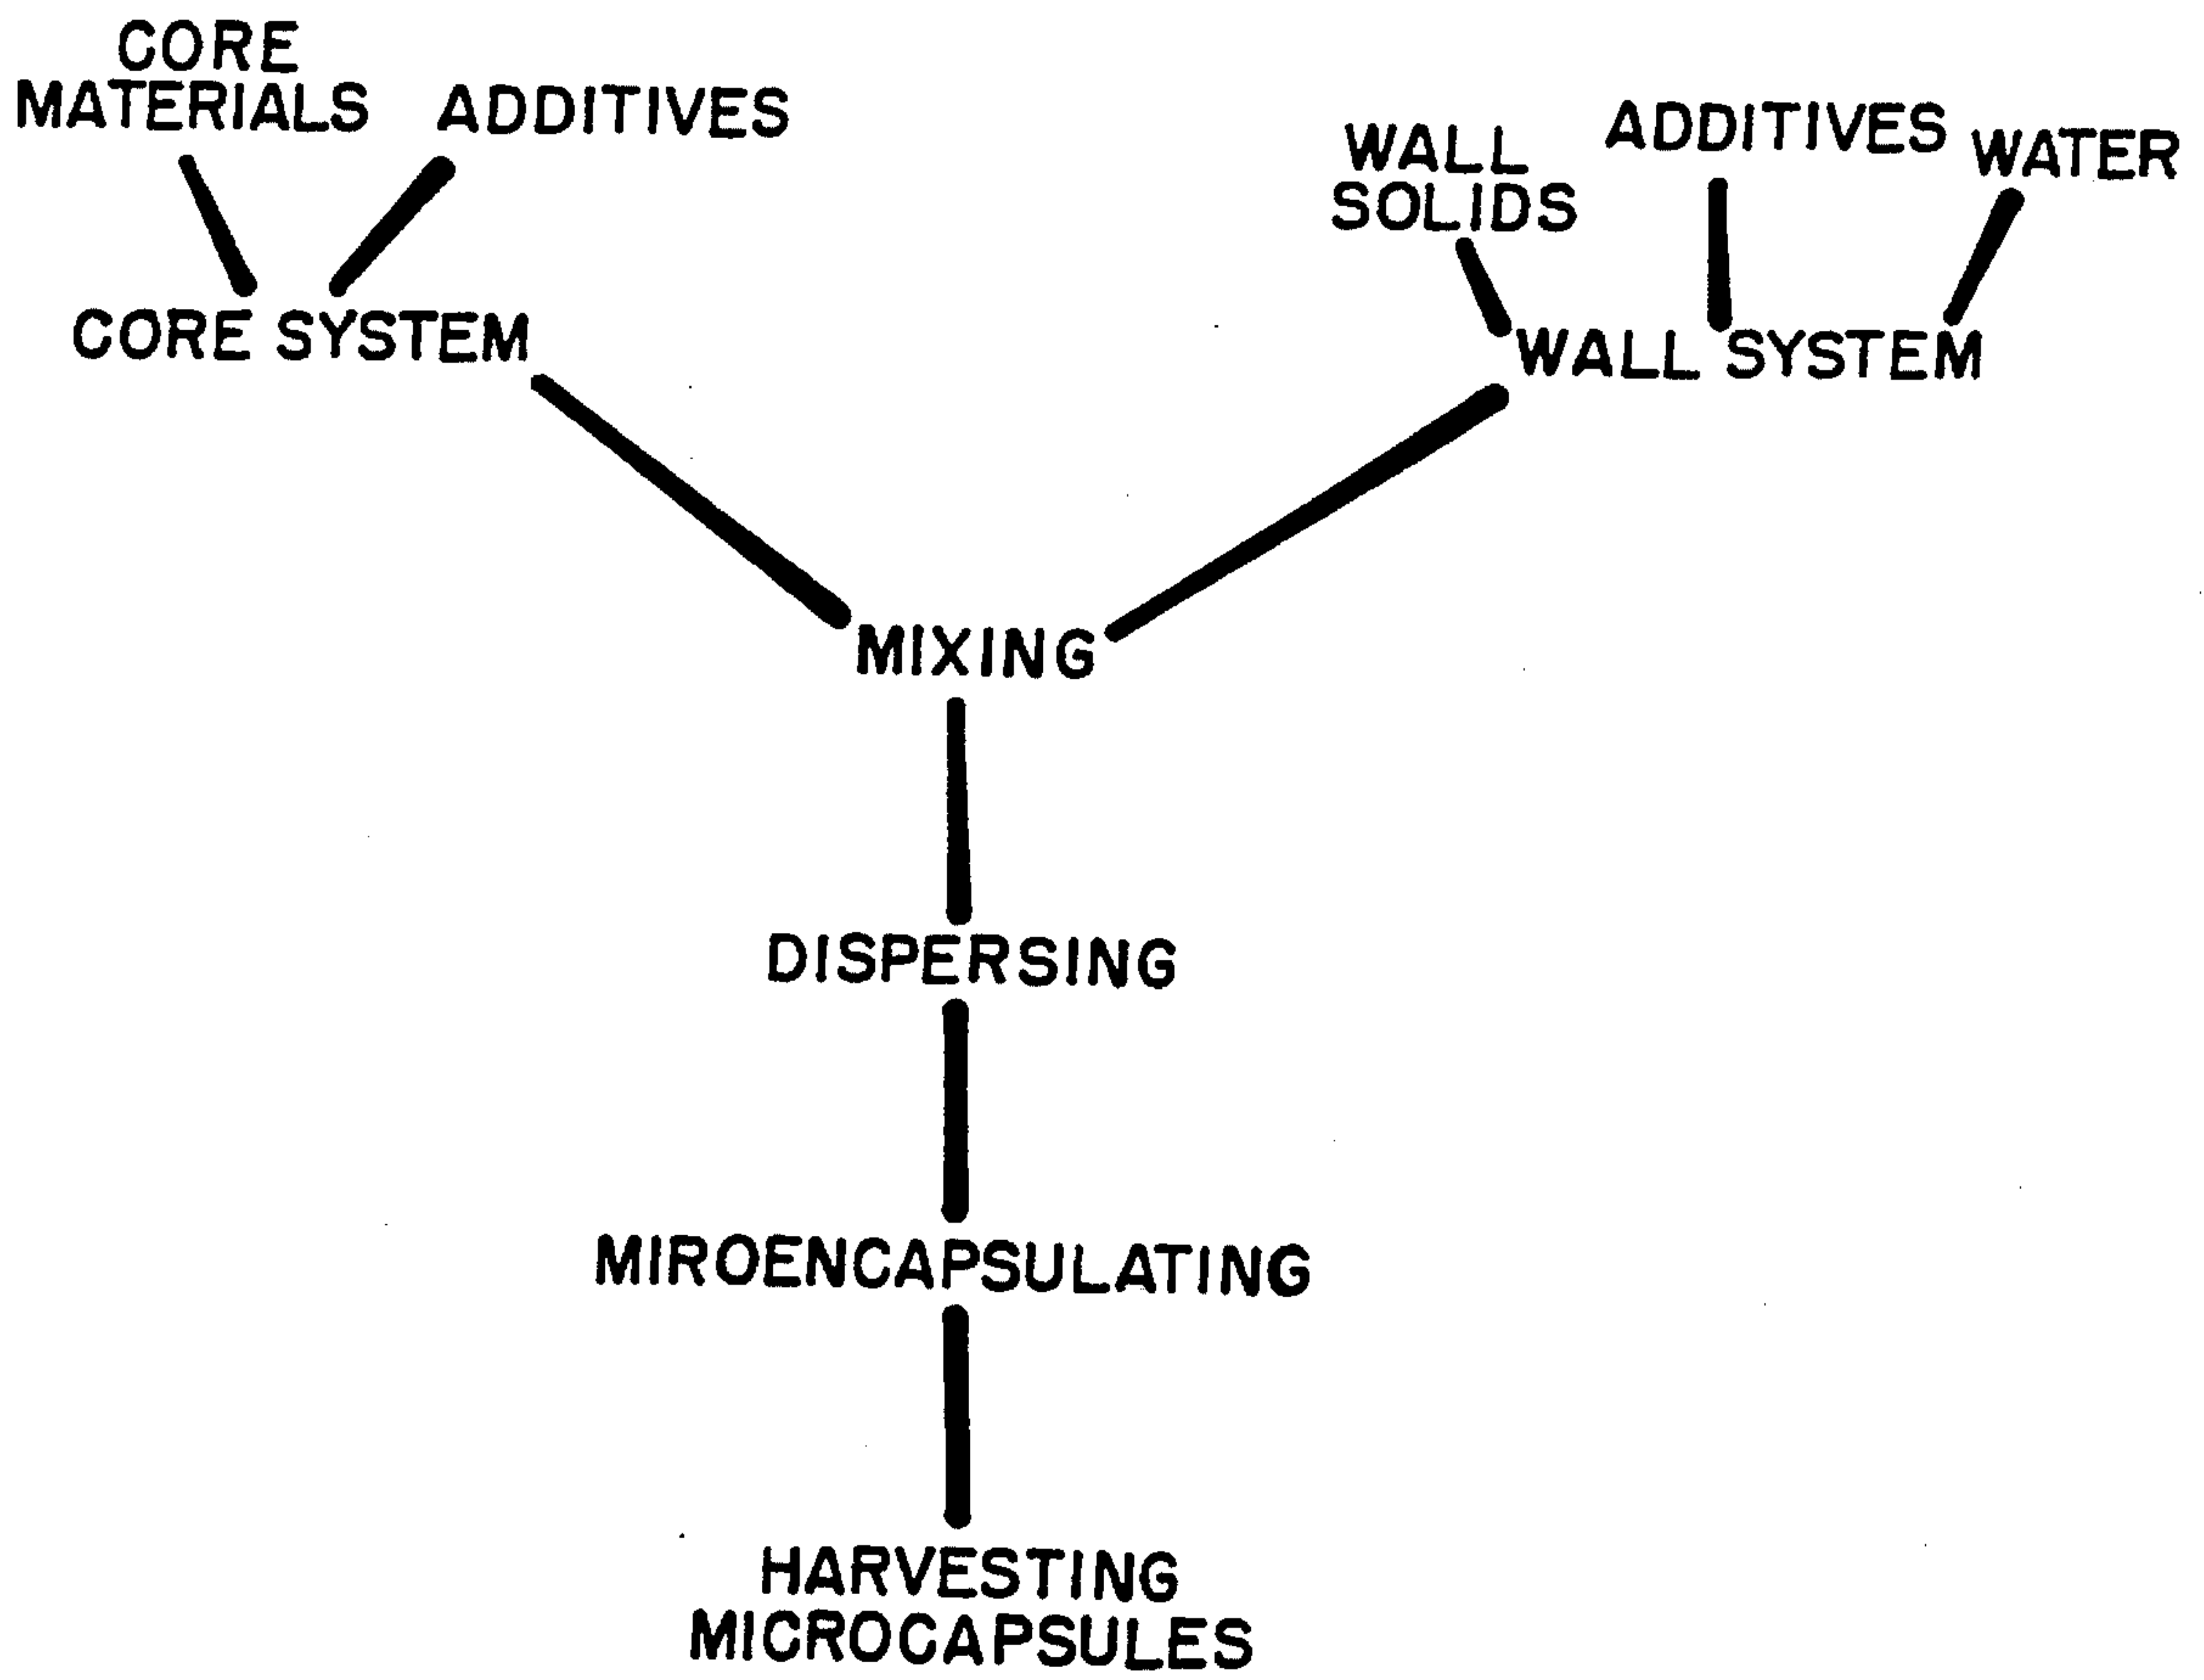 CORE
MATERIALS
ADDITIVES
WALL
SOLIDS
ADDITIVES
WATER
CORE SYSTEM
WALL SYSTEM
MIXING
DISPERSING
MIROENCAPSULATING
HARVESTING
MICROCAPSULES